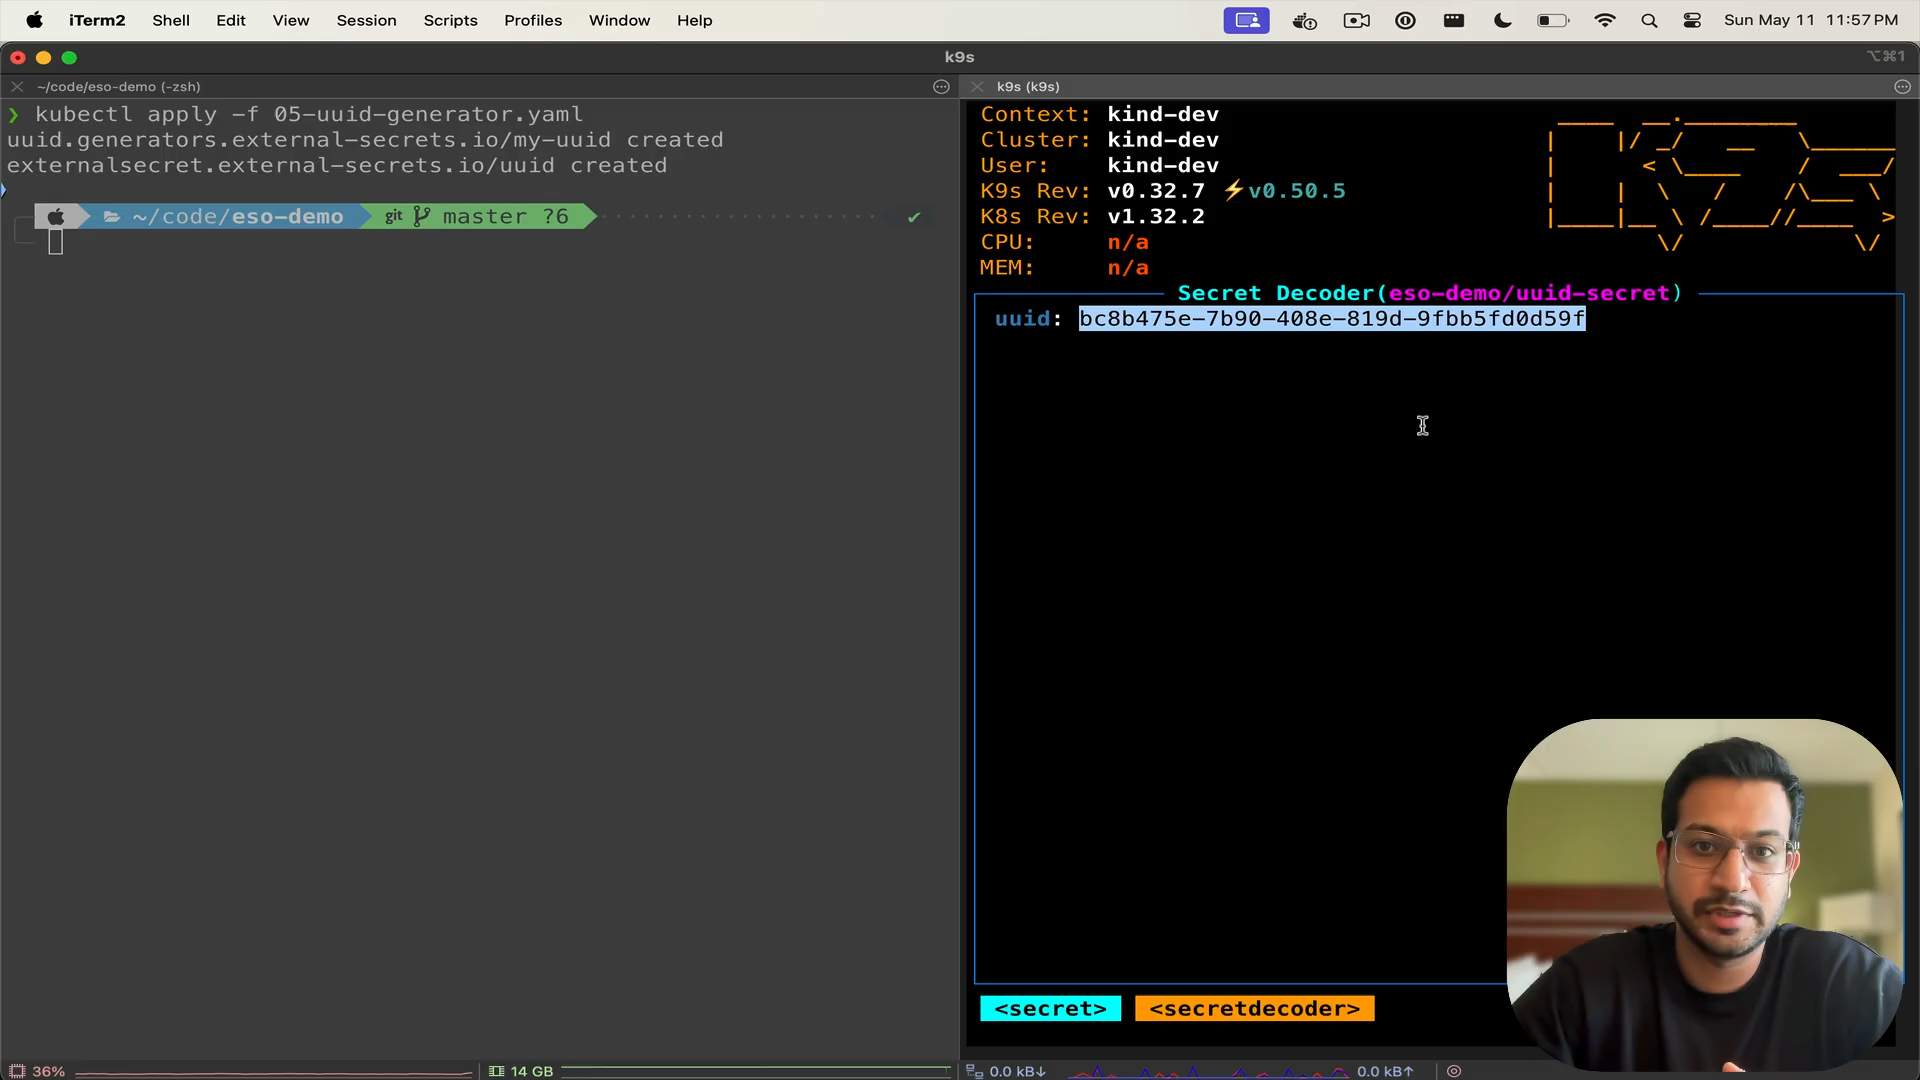 iTerm2 Shell Edit View Session Scripts Profiles Window Help Sun May 11 11:57 PM
k9s ⌥⌘1
~/code/eso-demo (-zsh)
❯ kubectl apply -f 05-uuid-generator.yaml
uuid.generators.external-secrets.io/my-uuid created
externalsecret.external-secrets.io/uuid created
~/code/eso-demo git master ?6 ✔
k9s (k9s)
Context: kind-dev
Cluster: kind-dev
User: kind-dev
K9s Rev: v0.32.7 ⚡v0.50.5
K8s Rev: v1.32.2
CPU: n/a
MEM: n/a
Secret Decoder(eso-demo/uuid-secret)
uuid: bc8b475e-7b90-408e-819d-9fbb5fd0d59f
<secret> <secretdecoder>
36% 14 GB 0.0 kB↓ 0.0 kB↑